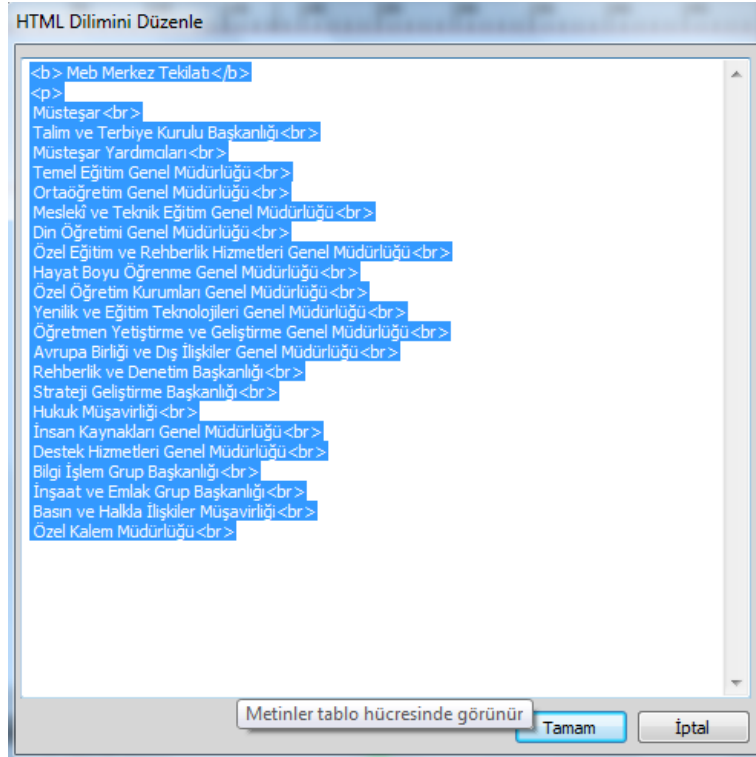 HTML Dilimini Düzenle
<b> Meb Merkez Tekilatı</b>
<p>
Müsteşar<br>
Talim ve Terbiye Kurulu Başkanlığı<br>
Müsteşar Yardımcıları<br>
Temel Eğitim Genel Müdürlüğü<br>
Ortaöğretim Genel Müdürlüğü<br>
Meslekî ve Teknik Eğitim Genel Müdürlüğü<br>
Din Öğretimi Genel Müdürlüğü<br>
Özel Eğitim ve Rehberlik Hizmetleri Genel Müdürlüğü<br>
Hayat Boyu Öğrenme Genel Müdürlüğü<br>
Özel Öğretim Kurumları Genel Müdürlüğü<br>
Yenilik ve Eğitim Teknolojileri Genel Müdürlüğü<br>
Öğretmen Yetiştirme ve Geliştirme Genel Müdürlüğü<br>
Avrupa Birliği ve Dış İlişkiler Genel Müdürlüğü<br>
Rehberlik ve Denetim Başkanlığı<br>
Strateji Geliştirme Başkanlığı<br>
Hukuk Müşavirliği<br>
İnsan Kaynakları Genel Müdürlüğü<br>
Destek Hizmetleri Genel Müdürlüğü<br>
Bilgi İşlem Grup Başkanlığı<br>
İnşaat ve Emlak Grup Başkanlığı<br>
Basın ve Halkla İlişkiler Müşavirliği<br>
Özel Kalem Müdürlüğü<br>
Metinler tablo hücresinde görünür
Tamam
İptal